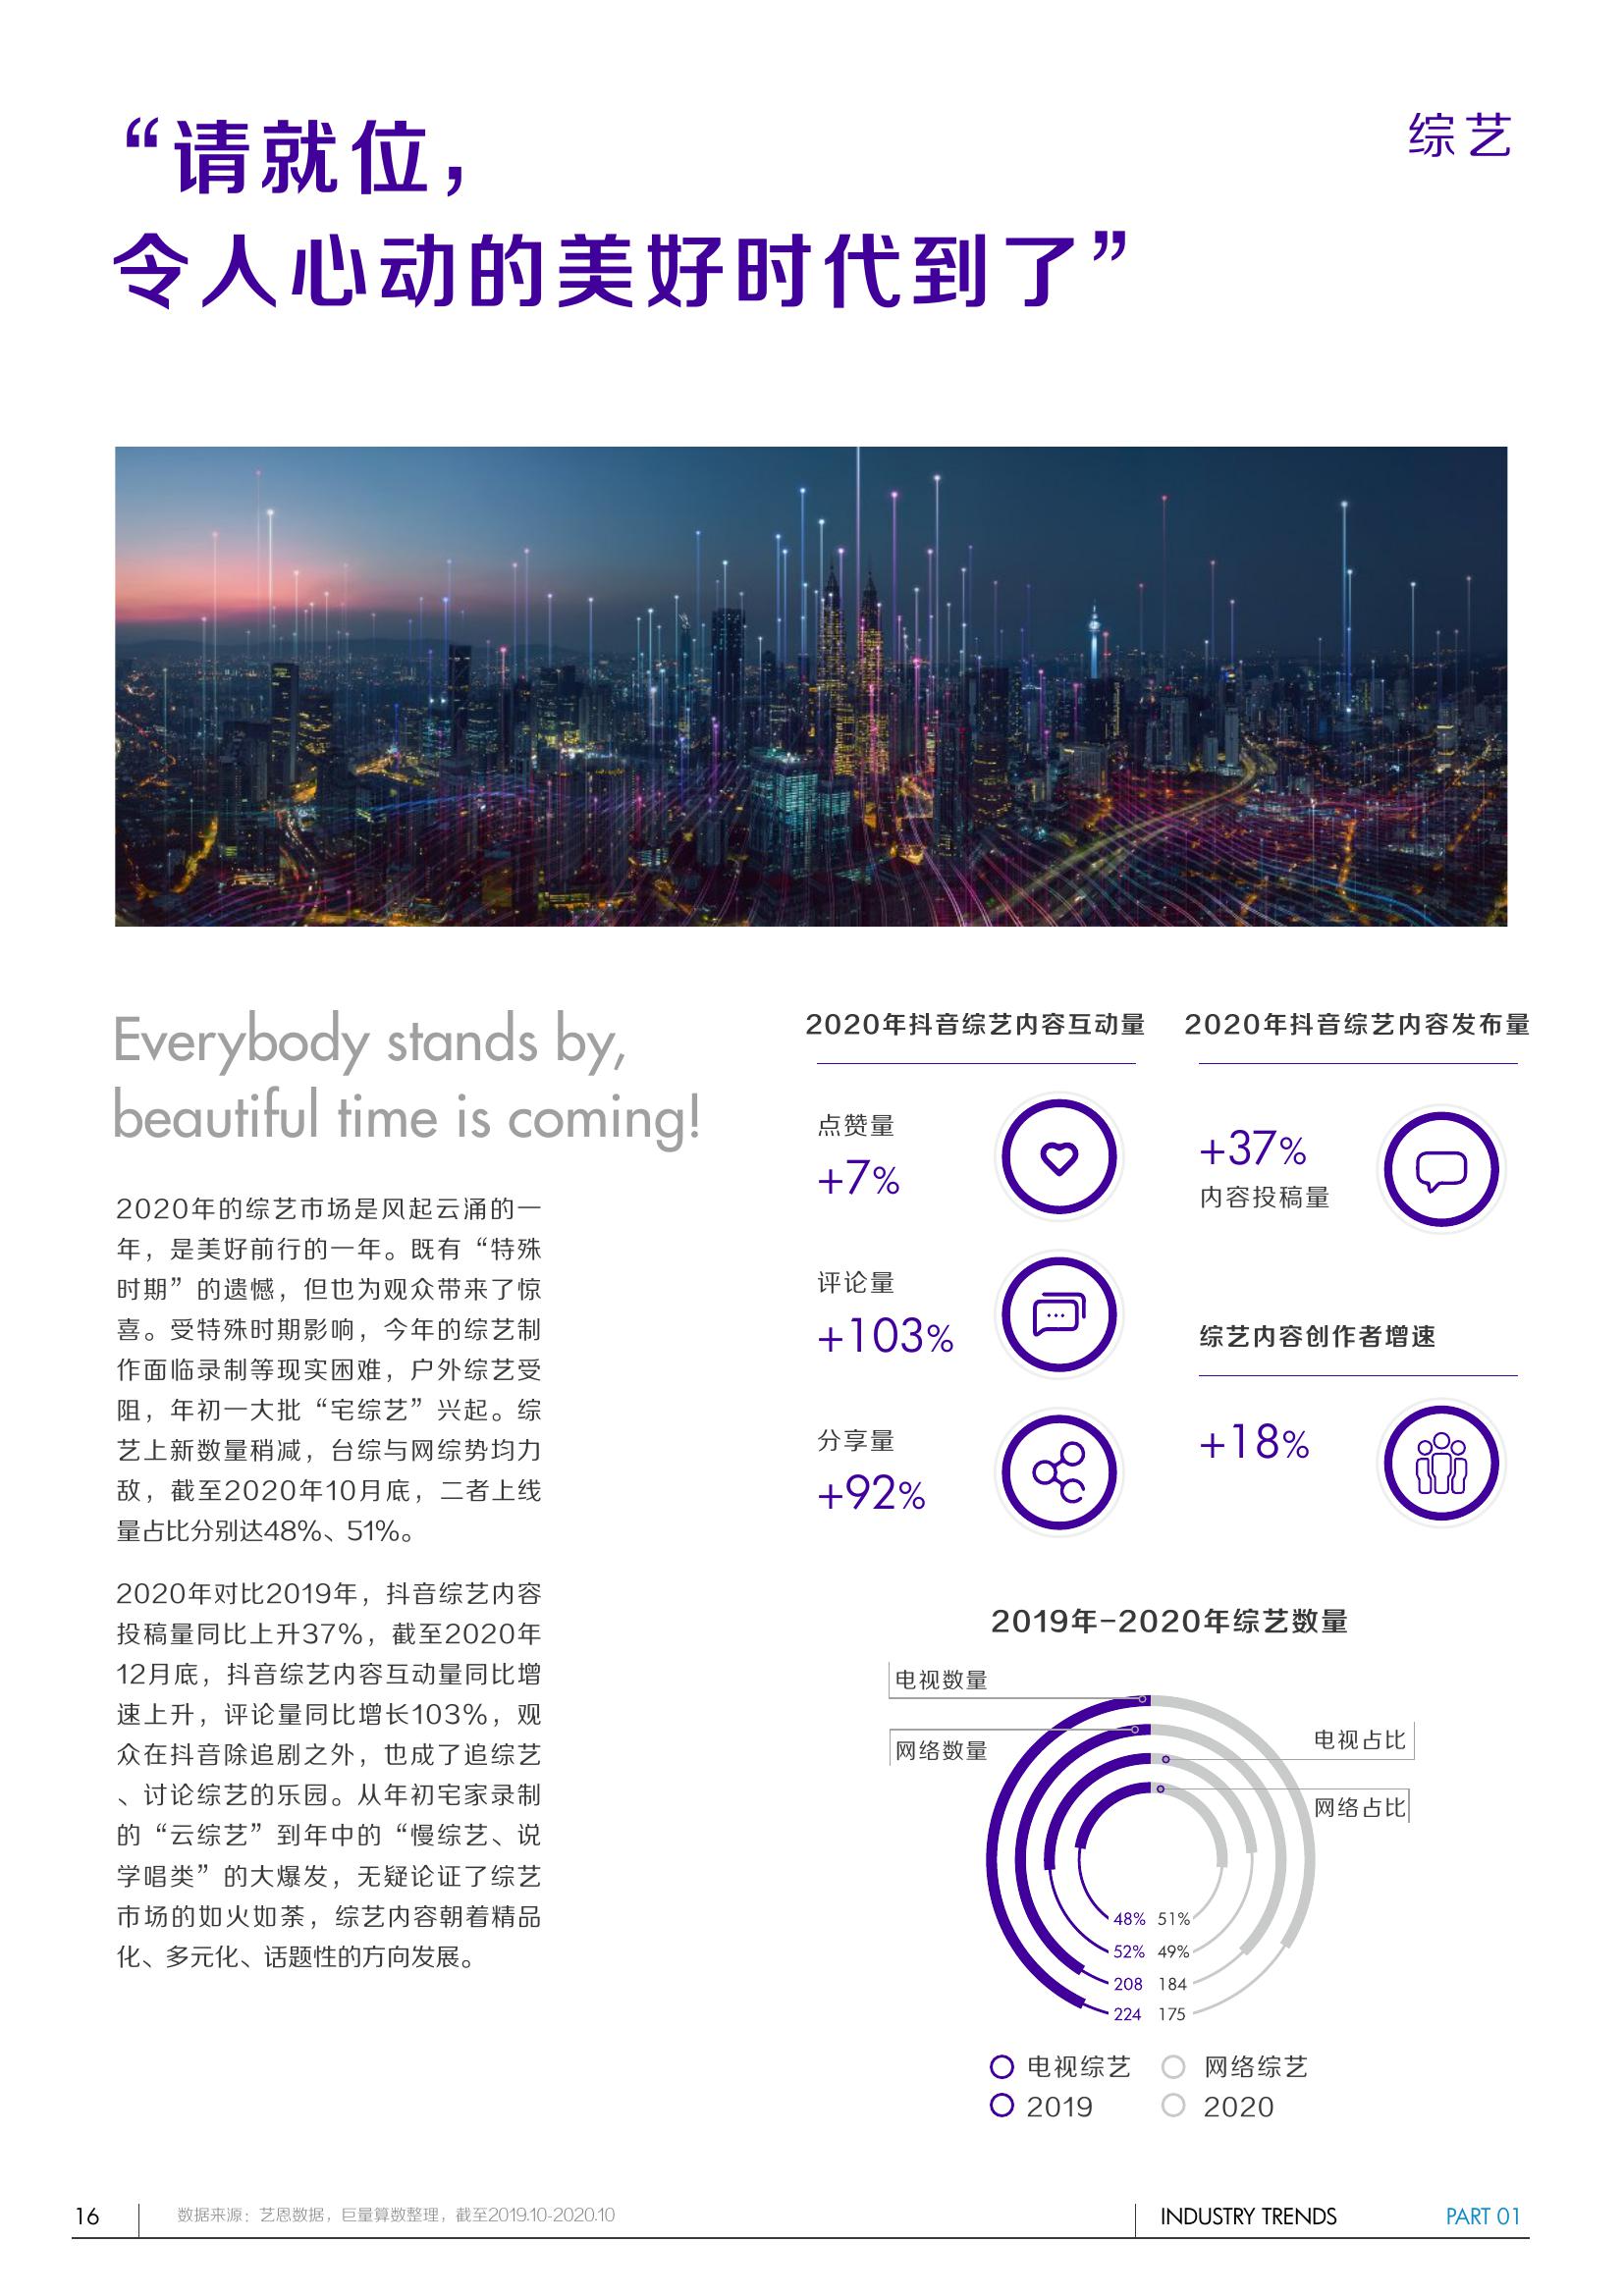 “请就位，
令人心动的美好时代到了”
综艺
Everybody stands by,
beautiful time is coming!
2020年的综艺市场是风起云涌的一
年，是美好前行的一年。既有“特殊
时期”的遗憾，但也为观众带来了惊
喜。受特殊时期影响，今年的综艺制
作面临录制等现实困难，户外综艺受
阻，年初一大批“宅综艺”兴起。综
艺上新数量稍减，台综与网综势均力
敌，截至2020年10月底，二者上线
量占比分别达48%、51%。
2020年对比2019年，抖音综艺内容
投稿量同比上升37%，截至2020年
12月底，抖音综艺内容互动量同比增
速上升，评论量同比增长103%，观
众在抖音除追剧之外，也成了追综艺
、讨论综艺的乐园。从年初宅家录制
的“云综艺”到年中的“慢综艺、说
学唱类”的大爆发，无疑论证了综艺
市场的如火如荼，综艺内容朝着精品
化、多元化、话题性的方向发展。
2020年抖音综艺内容互动量
点赞量
+7%
评论量
+103%
分享量
+92%
2020年抖音综艺内容发布量
+37%
内容投稿量
综艺内容创作者增速
+18%
2019年-2020年综艺数量
电视数量
网络数量
电视占比
网络占比
48% 51%
52% 49%
208 184
224 175
电视综艺 网络综艺
2019 2020
16
数据来源：艺恩数据，巨量算数整理，截至2019.10-2020.10
INDUSTRY TRENDS
PART 01